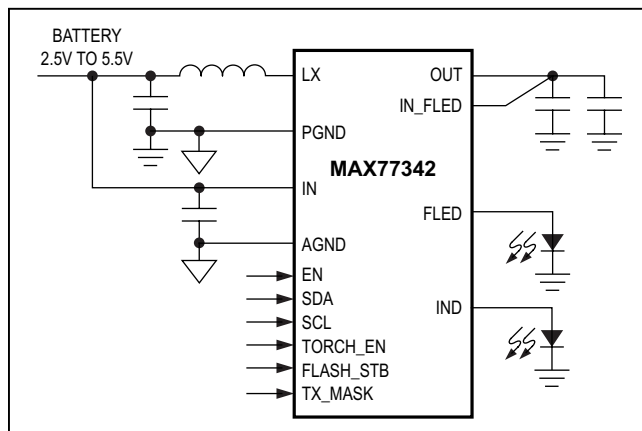 BATTERY
2.5V TO 5.5V
LX
OUT
IN_FLED
PGND
MAX77342
IN
FLED
AGND
EN
IND
SDA
SCL
TORCH_EN
FLASH_STB
TX_MASK